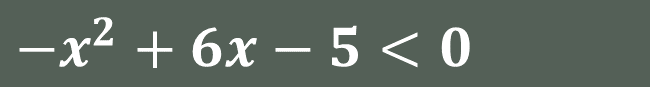 −x² + 6x − 5 < 0